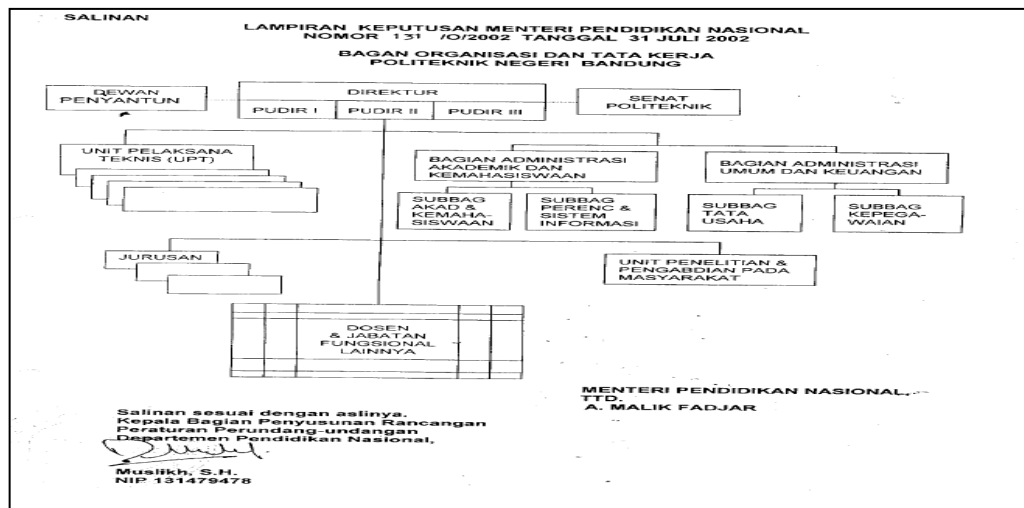 SALINAN
LAMPIRAN KEPUTUSAN MENTERI PENDIDIKAN NASIONAL
NOMOR 131 /O/2002 TANGGAL 31 JULI 2002
BAGAN ORGANISASI DAN TATA KERJA
POLITEKNIK NEGERI BANDUNG
DEWAN
PENYANTUN
DIREKTUR
PUDIR I PUDIR II PUDIR III
SENAT
POLITEKNIK
UNIT PELAKSANA
TEKNIS (UPT)
BAGIAN ADMINISTRASI
AKADEMIK DAN
KEMAHASISWAAN
BAGIAN ADMINISTRASI
UMUM DAN KEUANGAN
SUBBAG
AKAD &
KEMAHA-
SISWAAN
SUBBAG
PERENC &
SISTEM
INFORMASI
SUBBAG
TATA
USAHA
SUBBAG
KEPEGA-
WAIAN
JURUSAN
UNIT PENELITIAN &
PENGABDIAN PADA
MASYARAKAT
DOSEN
& JABATAN
FUNGSIONAL
LAINNYA
MENTERI PENDIDIKAN NASIONAL,
TTD.
A. MALIK FADJAR
Salinan sesuai dengan aslinya.
Kepala Bagian Penyusunan Rancangan
Peraturan Perundang-undangan
Departemen Pendidikan Nasional,
Muslikh, S.H.
NIP 131479478